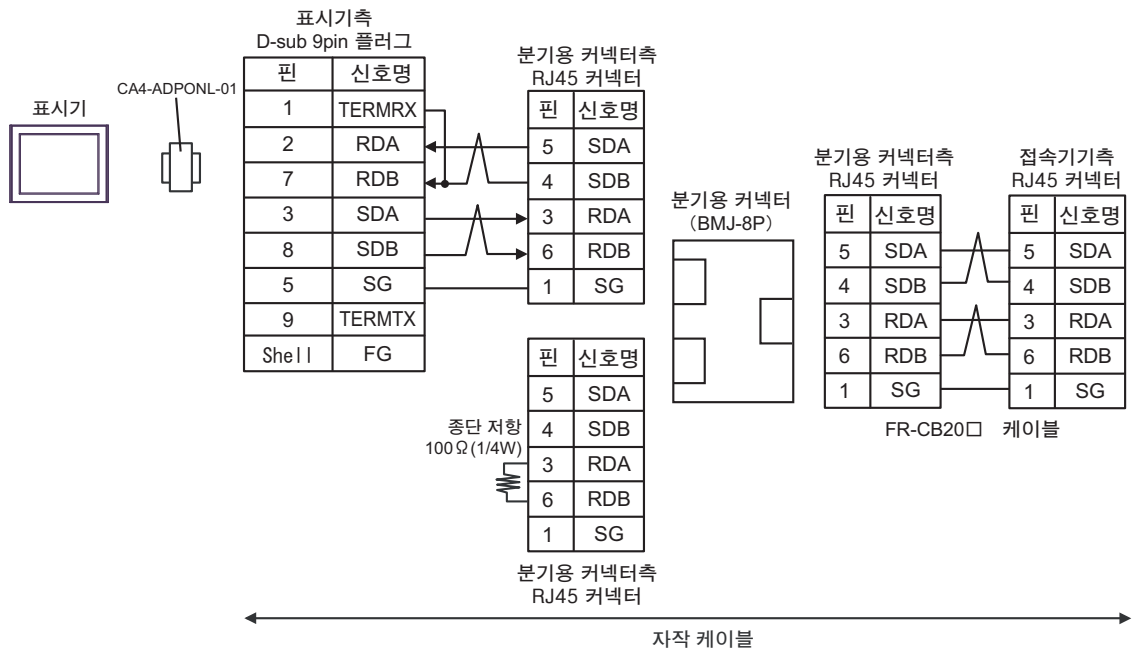 표시기
CA4-ADPONL-01
표시기측
D-sub 9pin 플러그
핀 신호명
1 TERMRX
2 RDA
7 RDB
3 SDA
8 SDB
5 SG
9 TERMTX
Shell FG
분기용 커넥터측
RJ45 커넥터
핀 신호명
5 SDA
4 SDB
3 RDA
6 RDB
1 SG
종단 저항
100Ω(1/4W)
핀 신호명
5 SDA
4 SDB
3 RDA
6 RDB
1 SG
분기용 커넥터측
RJ45 커넥터
분기용 커넥터
(BMJ-8P)
분기용 커넥터측
RJ45 커넥터
핀 신호명
5 SDA
4 SDB
3 RDA
6 RDB
1 SG
접속기기측
RJ45 커넥터
핀 신호명
5 SDA
4 SDB
3 RDA
6 RDB
1 SG
FR-CB20□ 케이블
자작 케이블